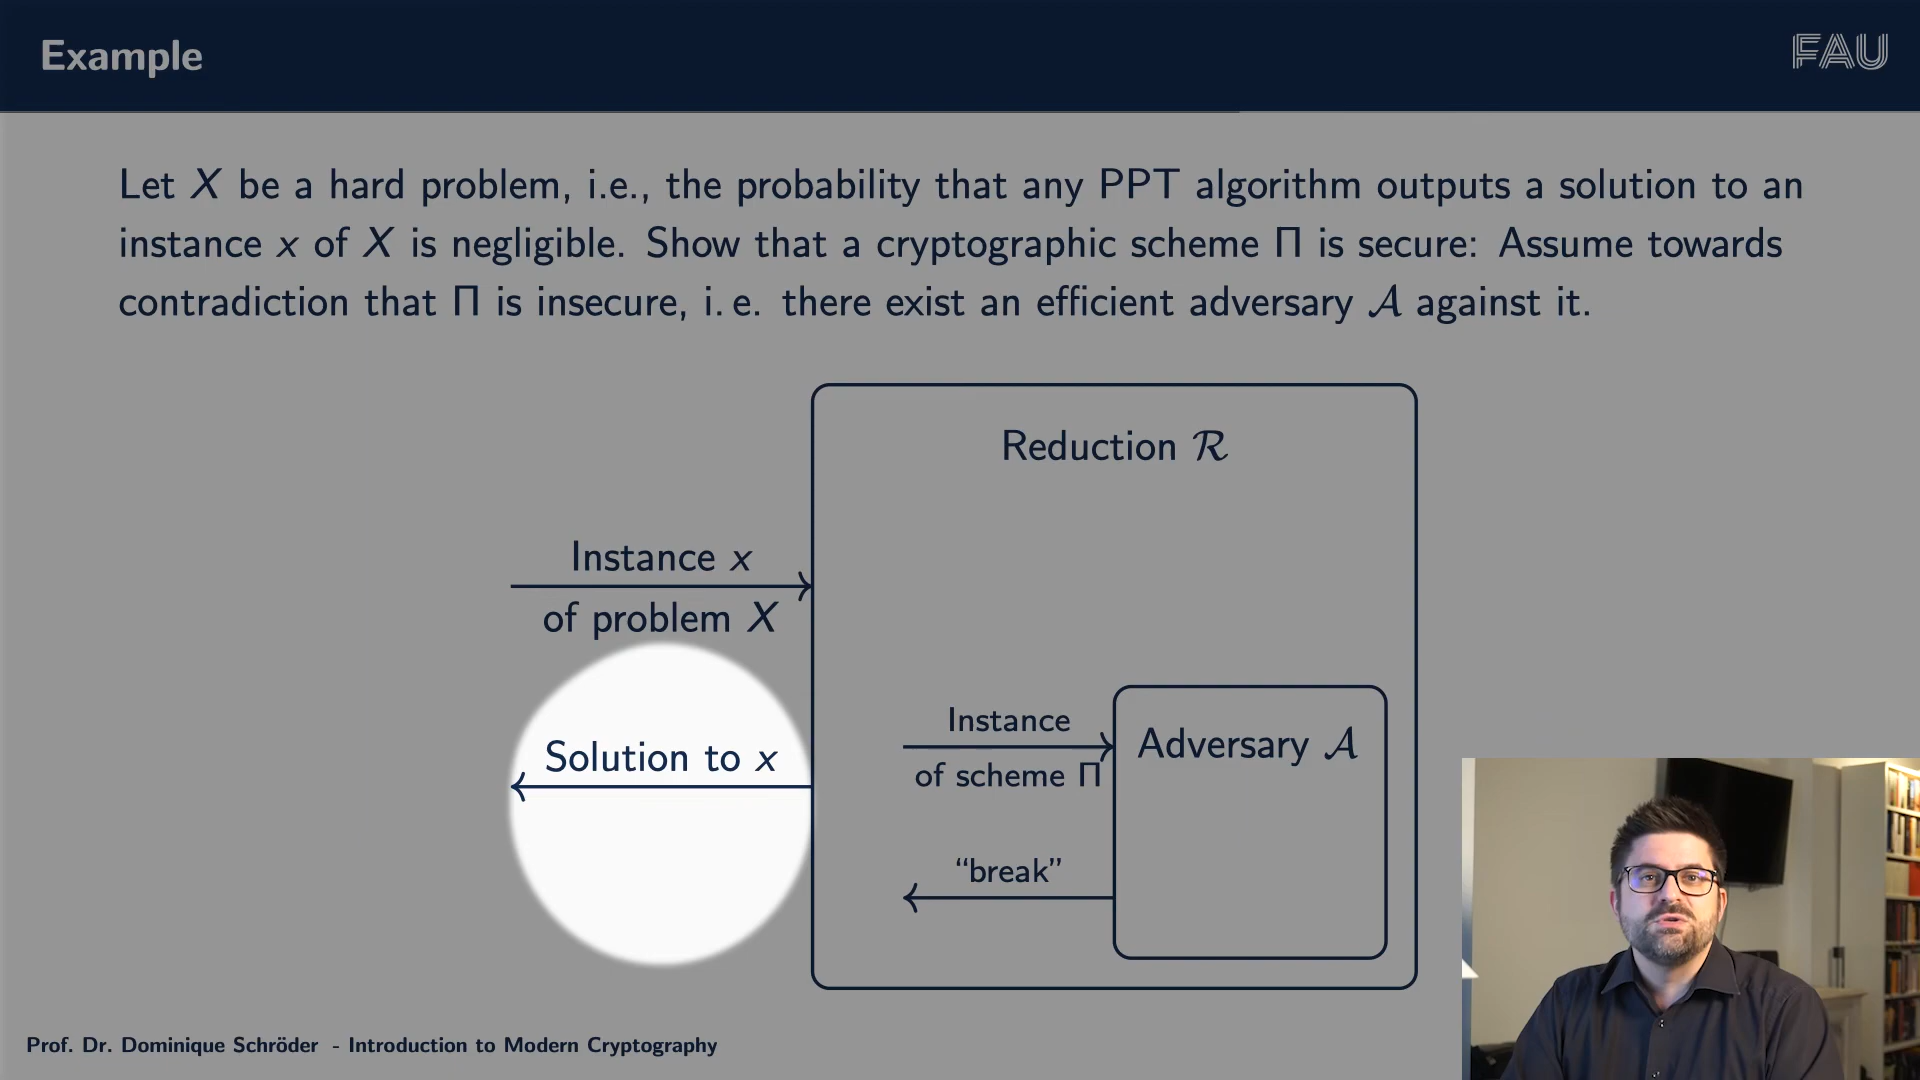 Example
FAU
Let X be a hard problem, i.e., the probability that any PPT algorithm outputs a solution to an
instance x of X is negligible. Show that a cryptographic scheme Π is secure: Assume towards
contradiction that Π is insecure, i. e. there exist an efficient adversary 𝒜 against it.
Reduction ℛ
Instance x
of problem X
Solution to x
Instance
of scheme Π
Adversary 𝒜
“break”
Prof. Dr. Dominique Schröder - Introduction to Modern Cryptography